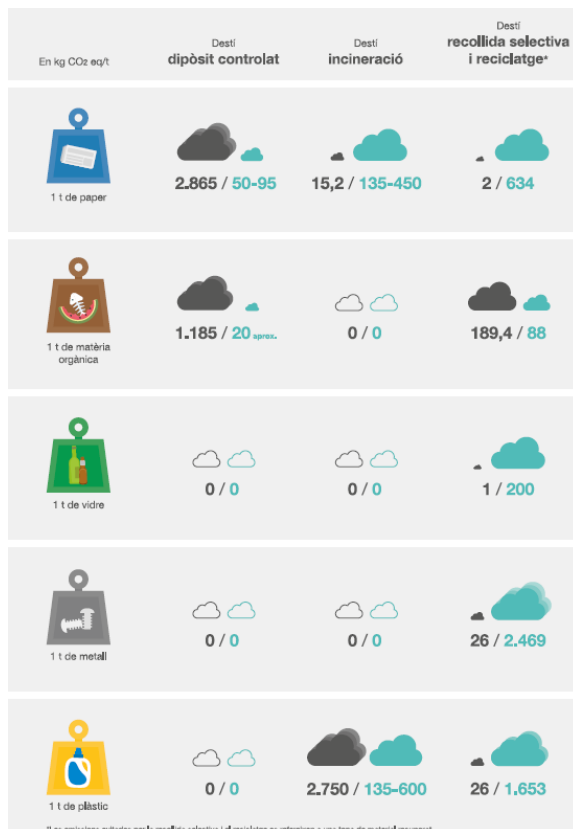 En kg CO₂ eq/t
Destí
dipòsit controlat
Destí
incineració
Destí
recollida selectiva
i reciclatge*
1 t de paper
2.865 / 50-95
15,2 / 135-450
2 / 634
1 t de matèria
orgànica
1.185 / 20 aprox.
0 / 0
189,4 / 88
1 t de vidre
0 / 0
0 / 0
1 / 200
1 t de metall
0 / 0
0 / 0
26 / 2.469
1 t de plàstic
0 / 0
2.750 / 135-600
26 / 1.653